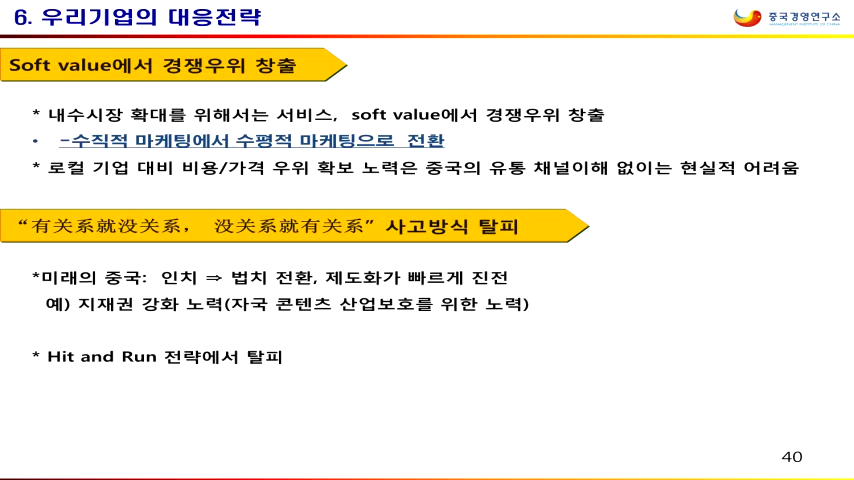 6. 우리기업의 대응전략
중국경영연구소
MANAGEMENT INSTITUTE OF CHINA
Soft value에서 경쟁우위 창출
* 내수시장 확대를 위해서는 서비스, soft value에서 경쟁우위 창출
• -수직적 마케팅에서 수평적 마케팅으로 전환
* 로컬 기업 대비 비용/가격 우위 확보 노력은 중국의 유통 채널이해 없이는 현실적 어려움
“有关系就没关系， 没关系就有关系” 사고방식 탈피
*미래의 중국: 인치 ⇒ 법치 전환, 제도화가 빠르게 진전
예) 지재권 강화 노력(자국 콘텐츠 산업보호를 위한 노력)
* Hit and Run 전략에서 탈피
40